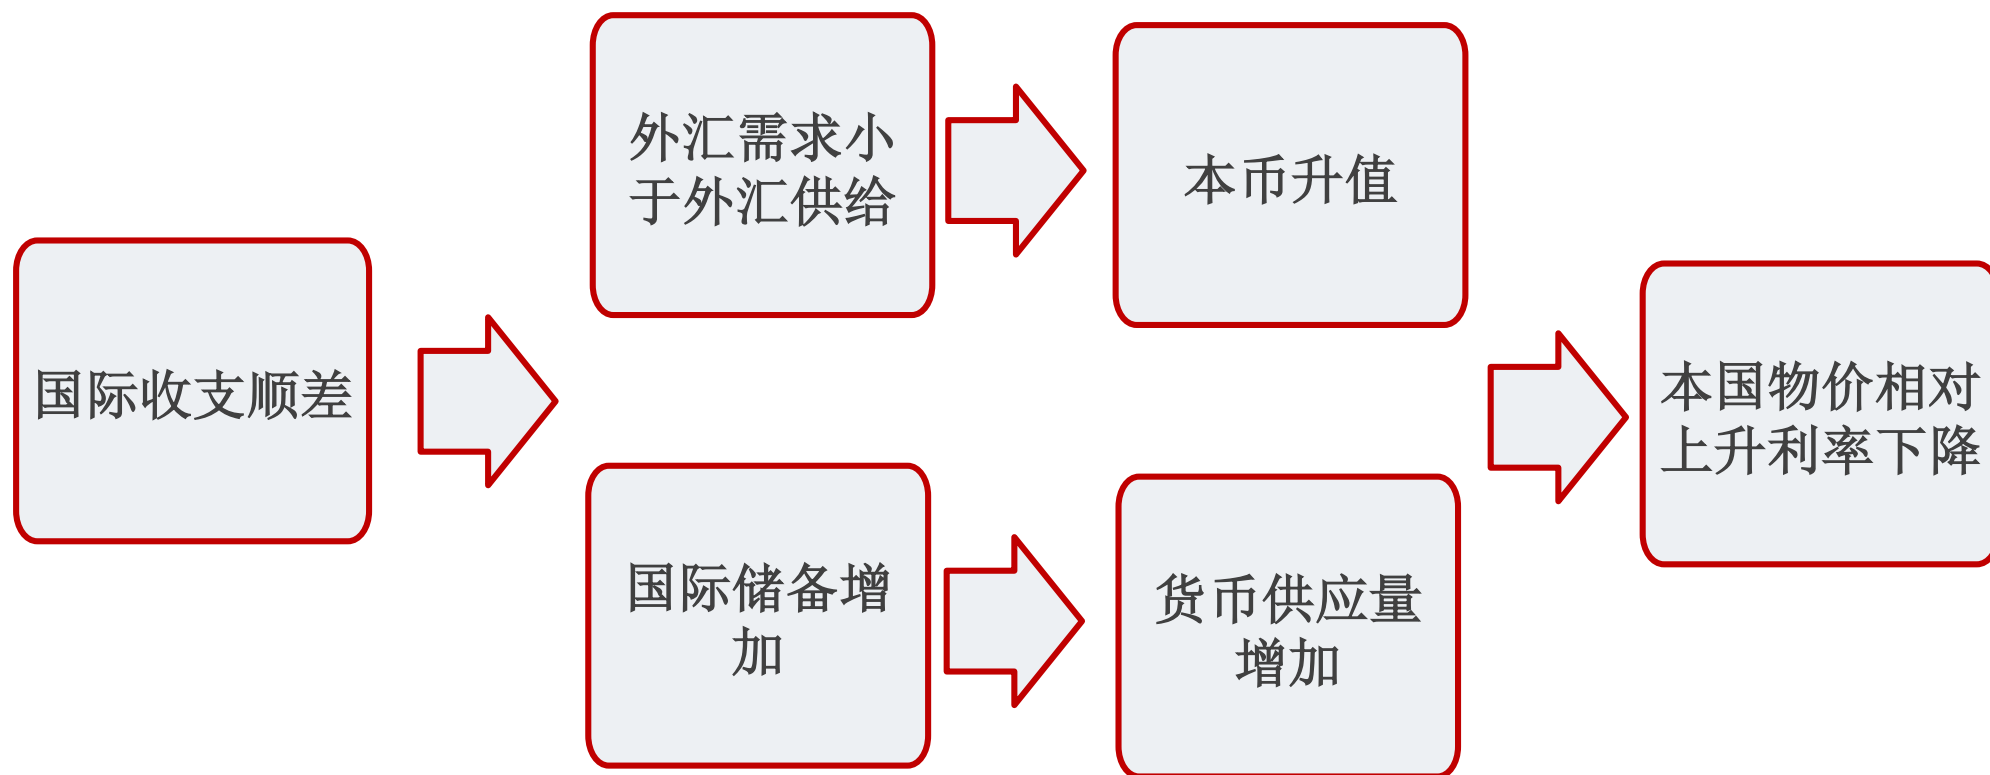 国际收支顺差
外汇需求小
于外汇供给
本币升值
国际储备增
加
货币供应量
增加
本国物价相对
上升利率下降